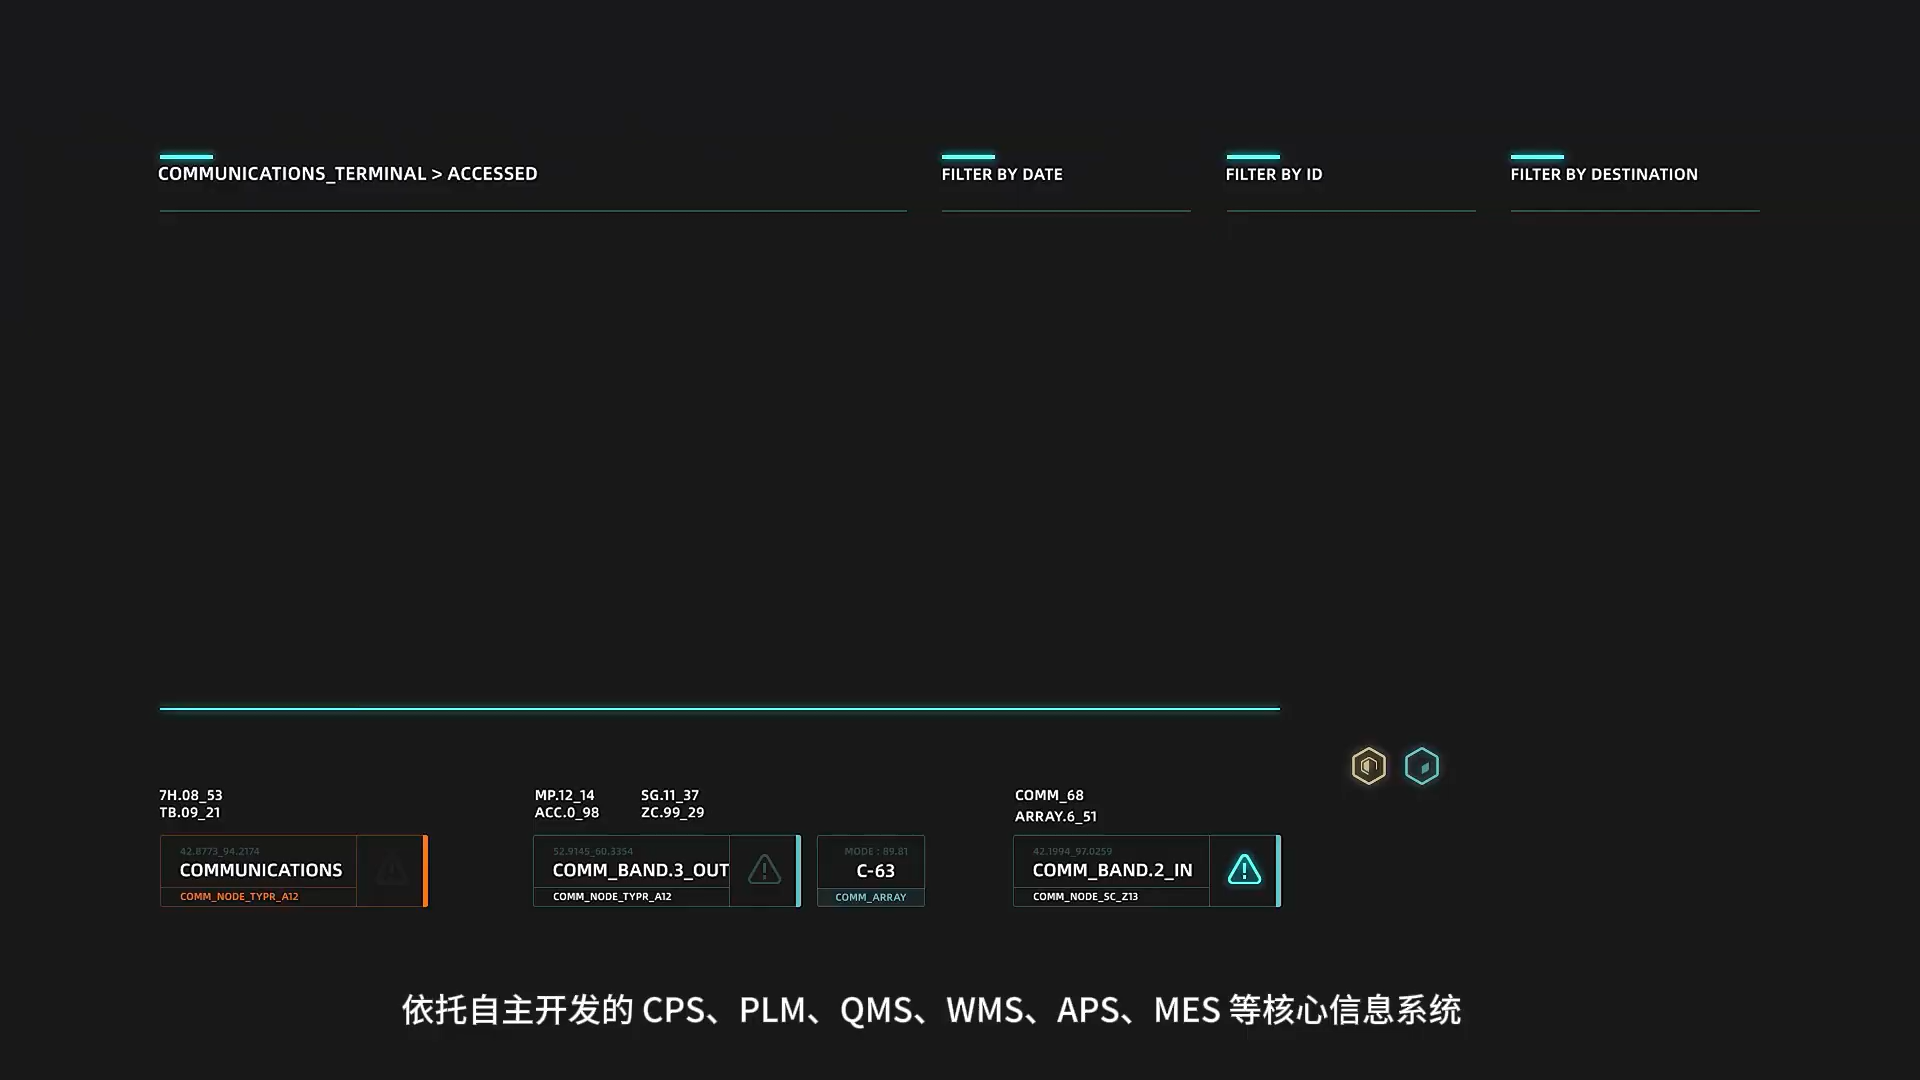 COMMUNICATIONS_TERMINAL > ACCESSED
FILTER BY DATE
FILTER BY ID
FILTER BY DESTINATION
7H.08_53
TB.09_21
MP.12_14
ACC.0_98
SG.11_37
ZC.99_29
COMM_68
ARRAY.6_51
42.8773_94.2174
COMMUNICATIONS
COMM_NODE_TYPR_A12
52.9145_60.3354
COMM_BAND.3_OUT
COMM_NODE_TYPR_A12
MODE : 89.81
C-63
COMM_ARRAY
42.1994_97.0259
COMM_BAND.2_IN
COMM_NODE_SC_Z13
依托自主开发的 CPS、PLM、QMS、WMS、APS、MES 等核心信息系统